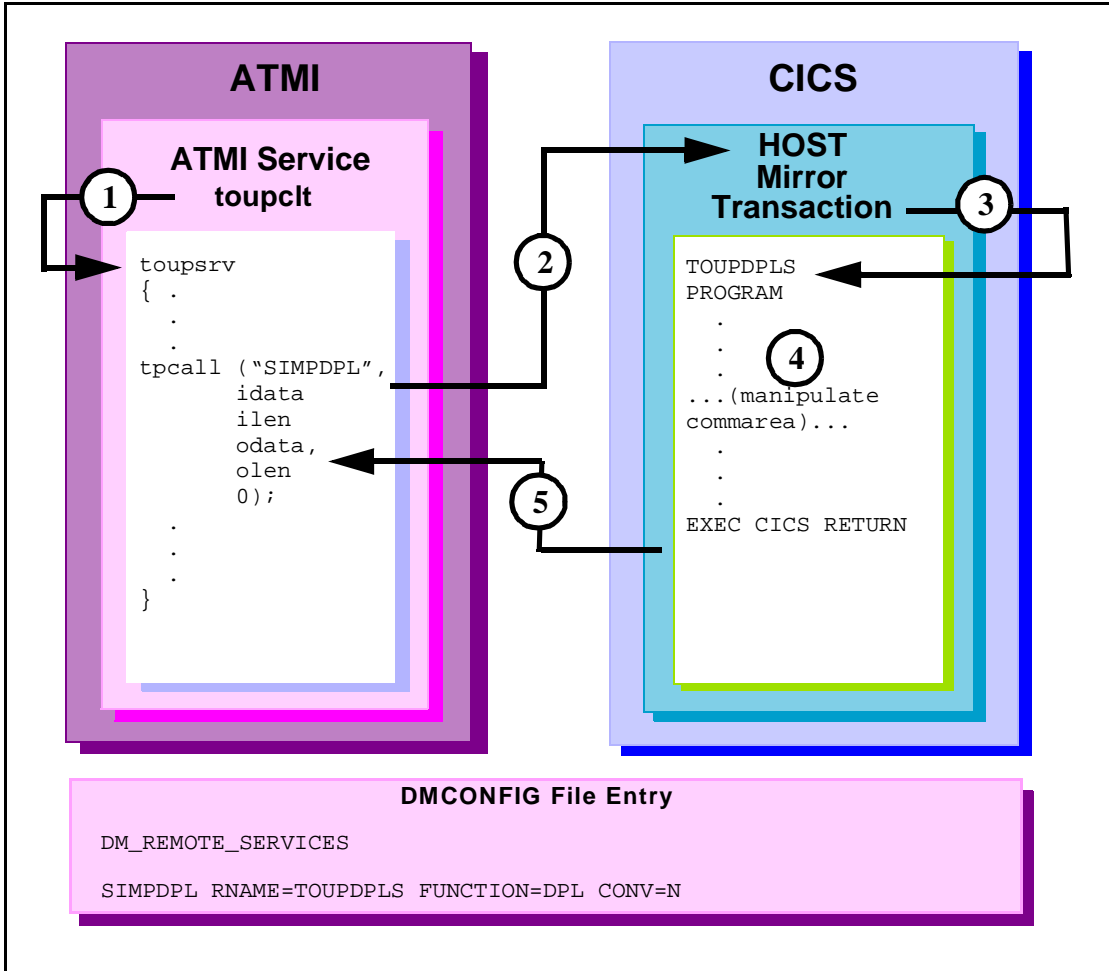 ATMI
ATMI Service
toupclt
1
toupsrv
{ .
.
.
tpcall (“SIMPDPL”,
idata
ilen
odata,
olen
0);
.
.
.
}
2
5
CICS
HOST
Mirror
Transaction
3
TOUPDPLS
PROGRAM
.
.
.
4
...(manipulate
commarea)...
.
.
.
EXEC CICS RETURN
DMCONFIG File Entry
DM_REMOTE_SERVICES
SIMPDPL RNAME=TOUPDPLS FUNCTION=DPL CONV=N